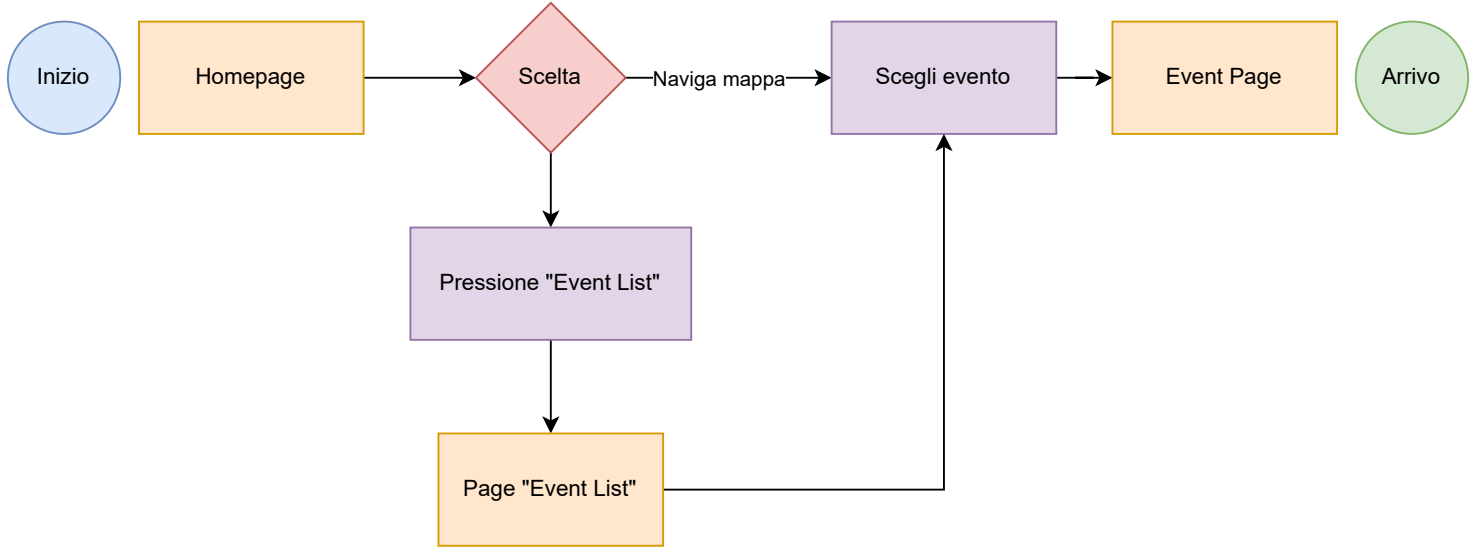 Inizio
Homepage
Scelta
Naviga mappa
Scegli evento
Event Page
Arrivo
Pressione "Event List"
Page "Event List"